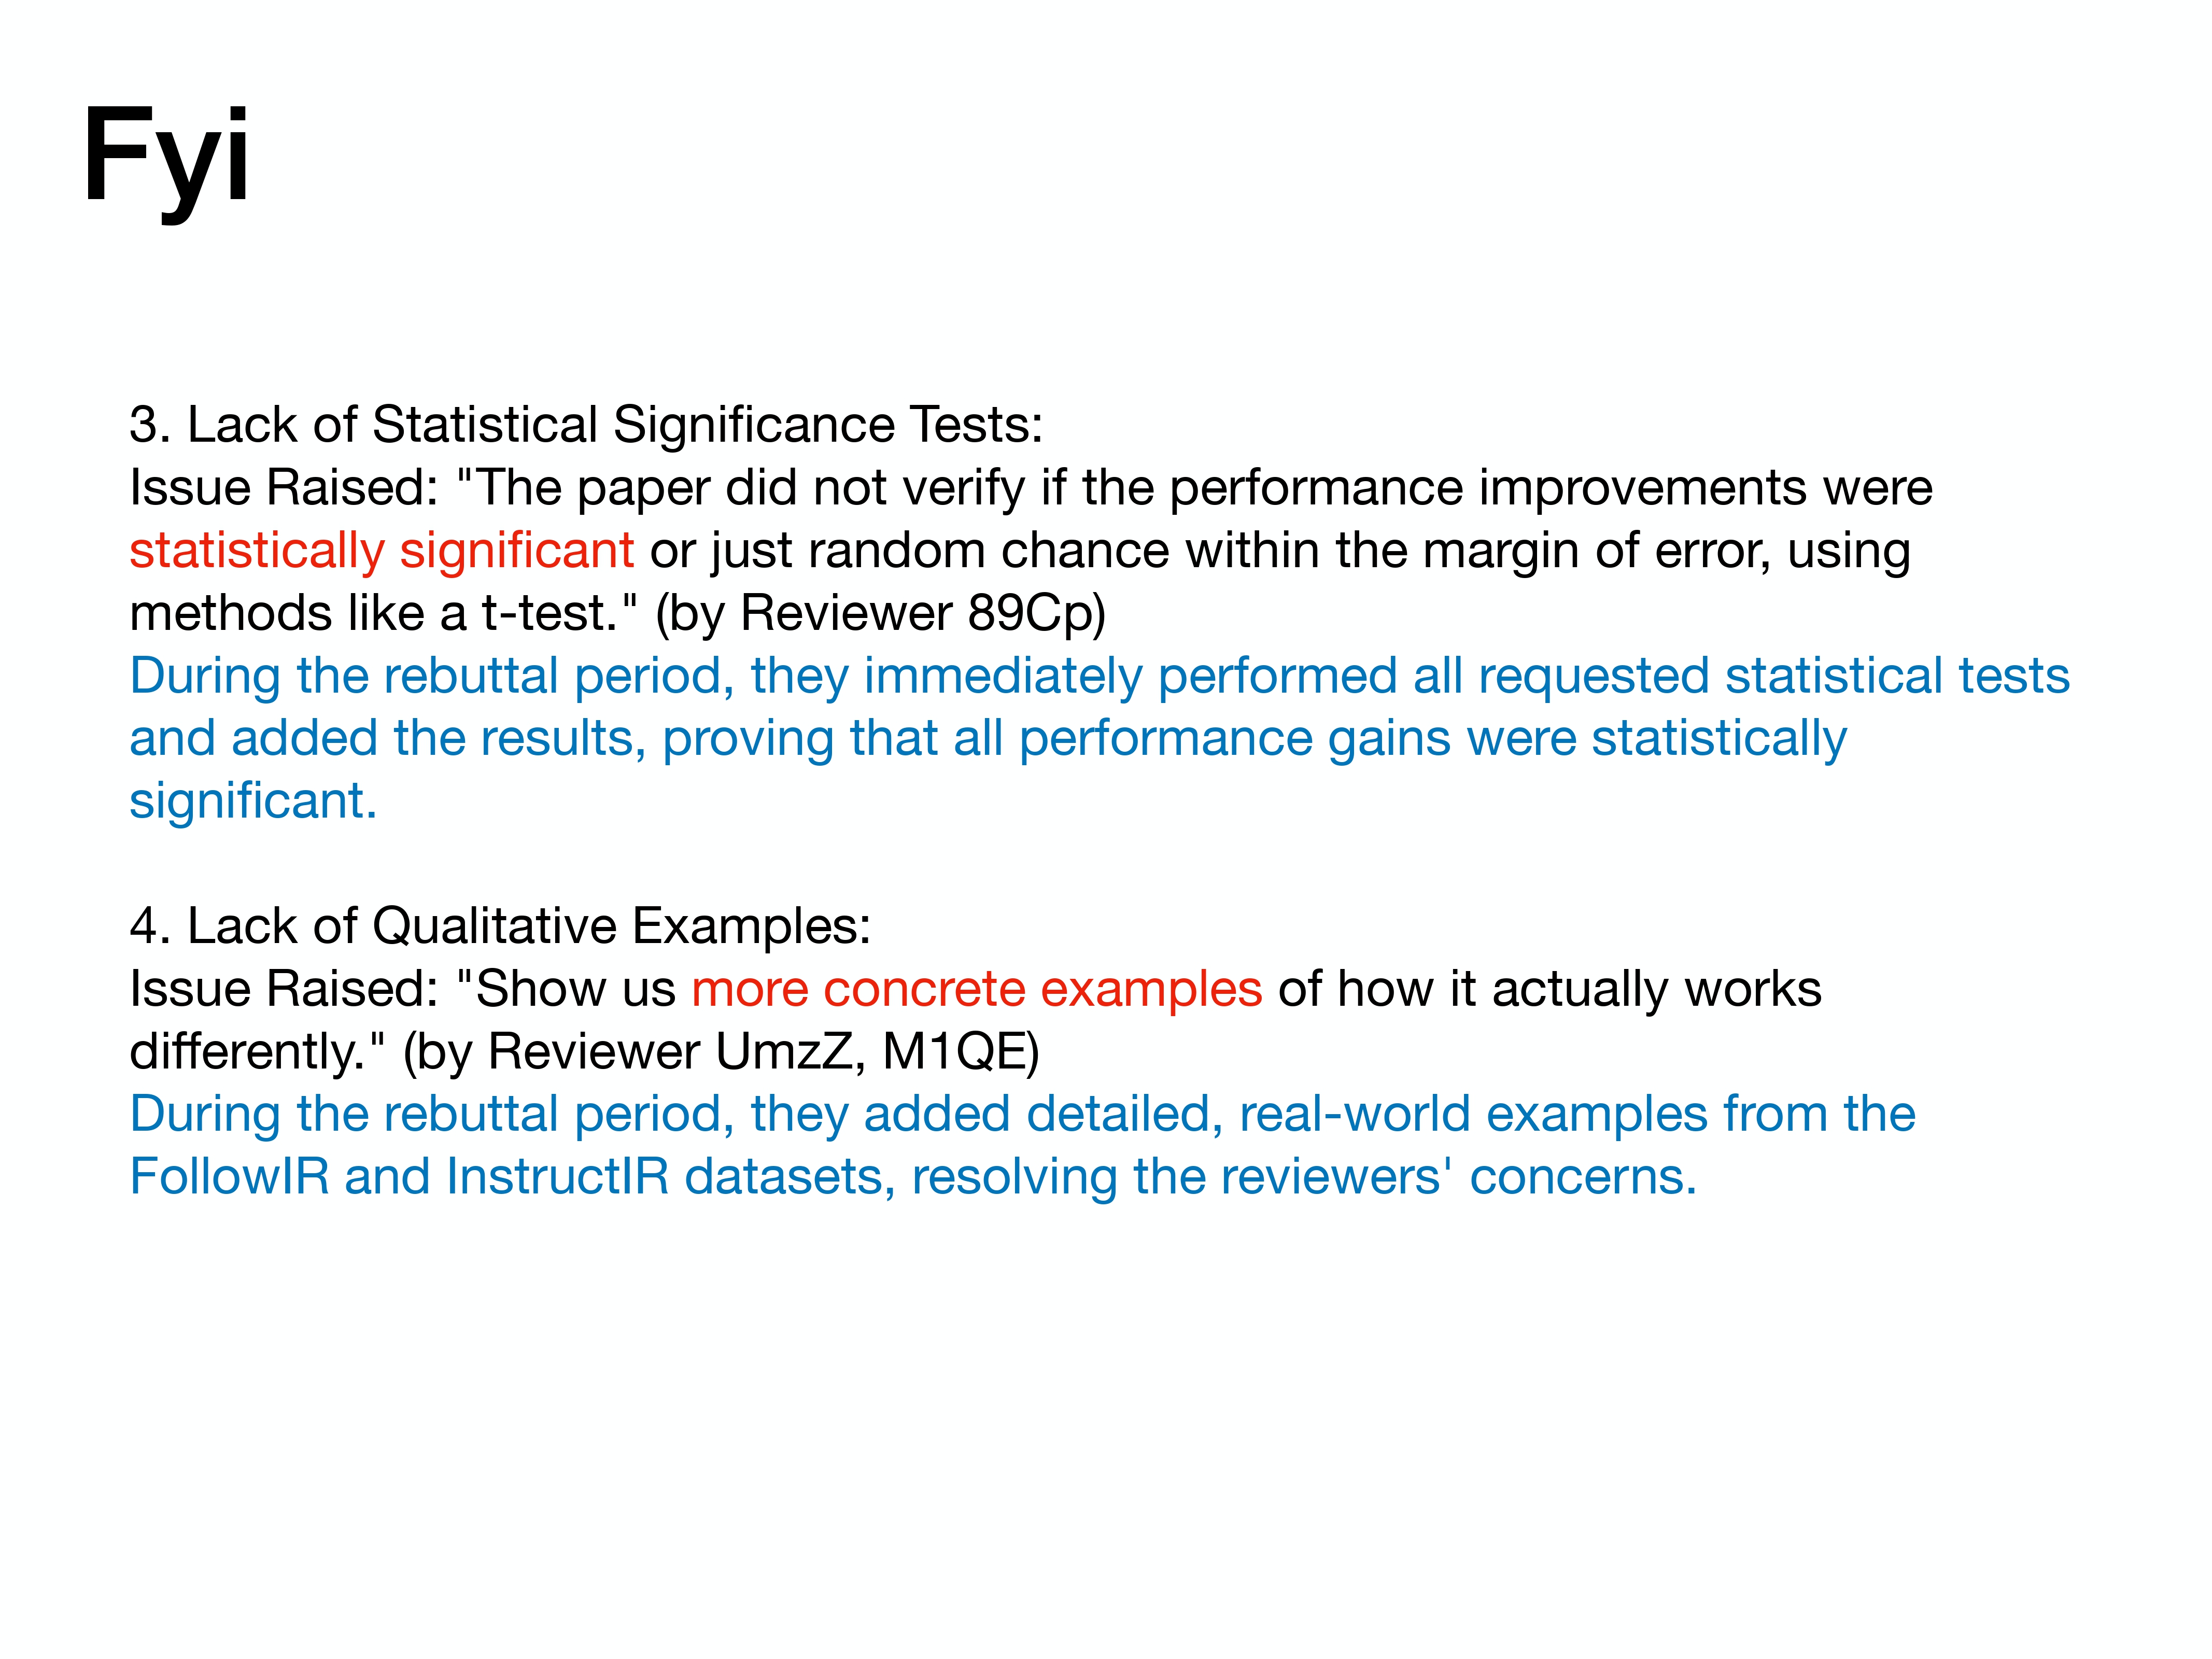 Fyi
3. Lack of Statistical Significance Tests:
Issue Raised: "The paper did not verify if the performance improvements were
statistically significant or just random chance within the margin of error, using
methods like a t-test." (by Reviewer 89Cp)
During the rebuttal period, they immediately performed all requested statistical tests
and added the results, proving that all performance gains were statistically
significant.
4. Lack of Qualitative Examples:
Issue Raised: "Show us more concrete examples of how it actually works
differently." (by Reviewer UmzZ, M1QE)
During the rebuttal period, they added detailed, real-world examples from the
FollowIR and InstructIR datasets, resolving the reviewers' concerns.